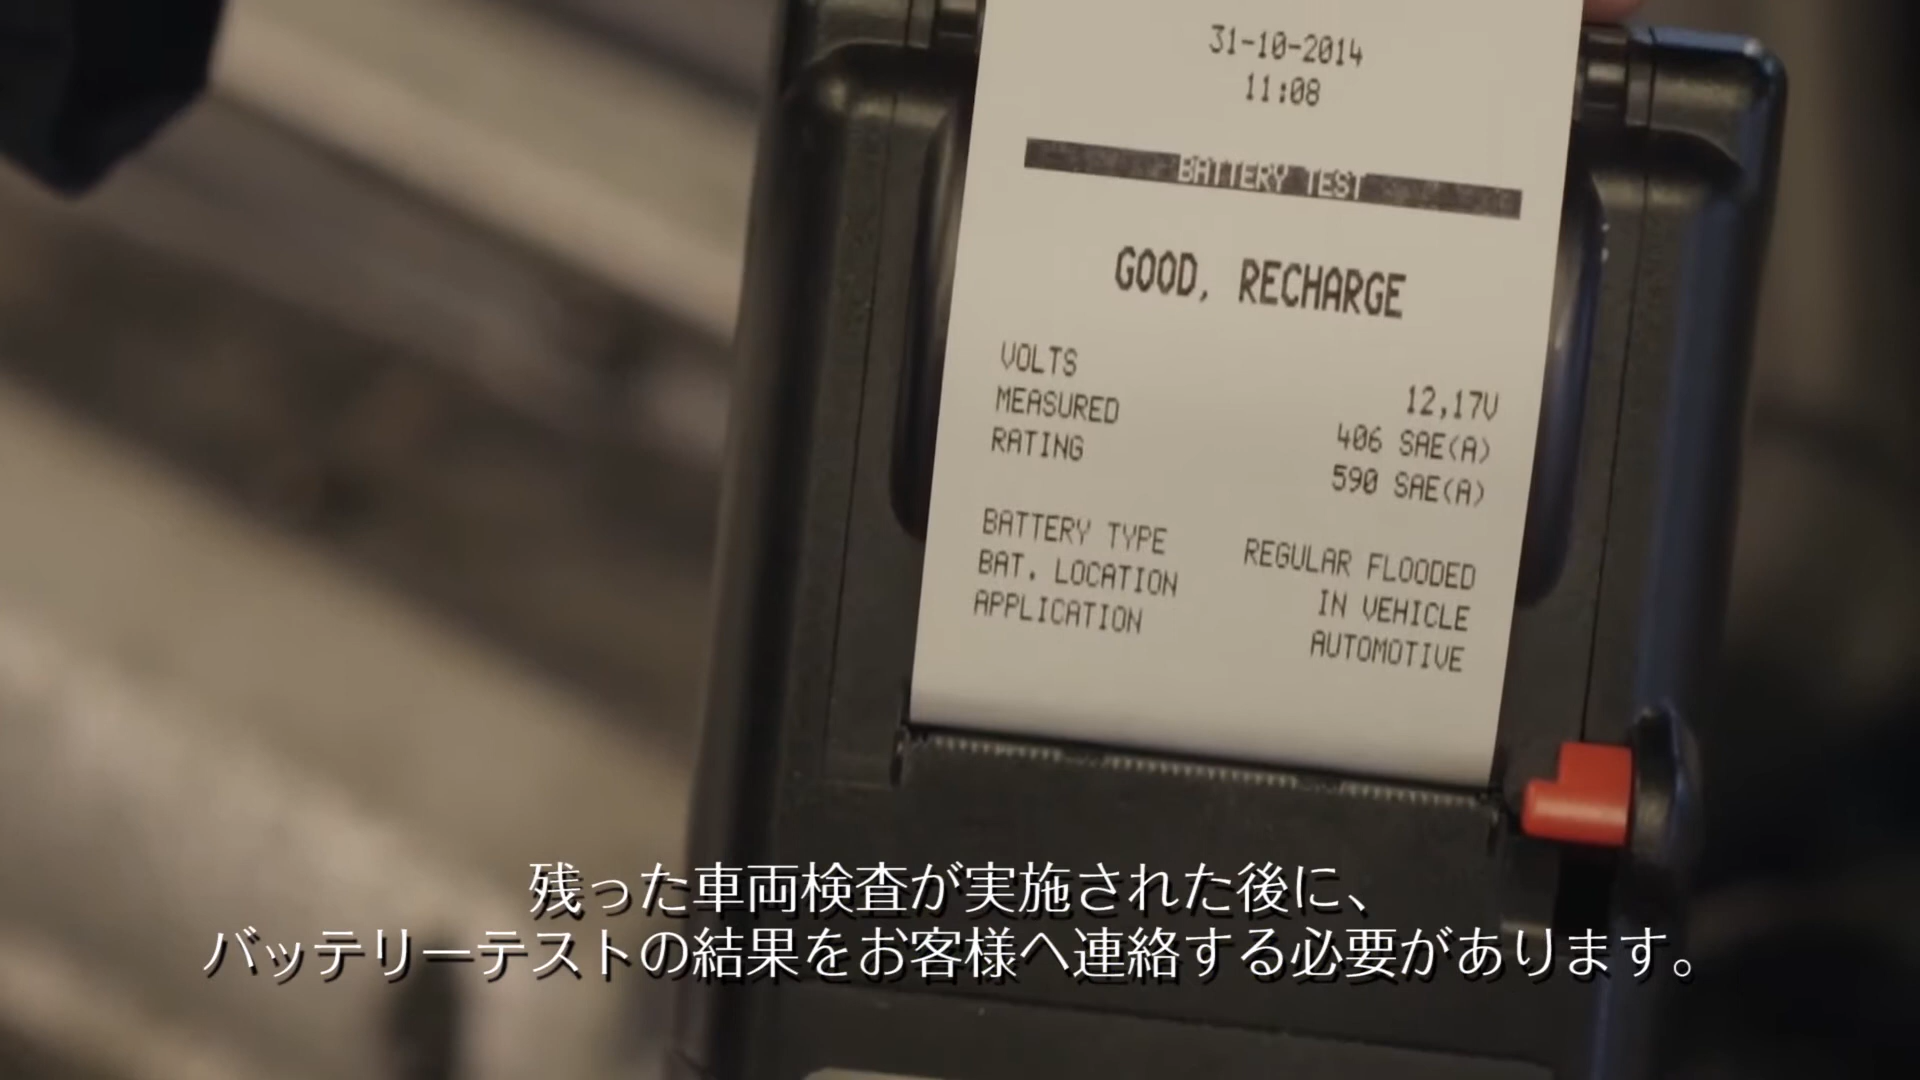 31-10-2014
11:08
BATTERY TEST
GOOD, RECHARGE
VOLTS 12,17V
MEASURED 406 SAE(A)
RATING 590 SAE(A)
BATTERY TYPE REGULAR FLOODED
BAT. LOCATION IN VEHICLE
APPLICATION AUTOMOTIVE
残った車両検査が実施された後に、
バッテリーテストの結果をお客様へ連絡する必要があります。